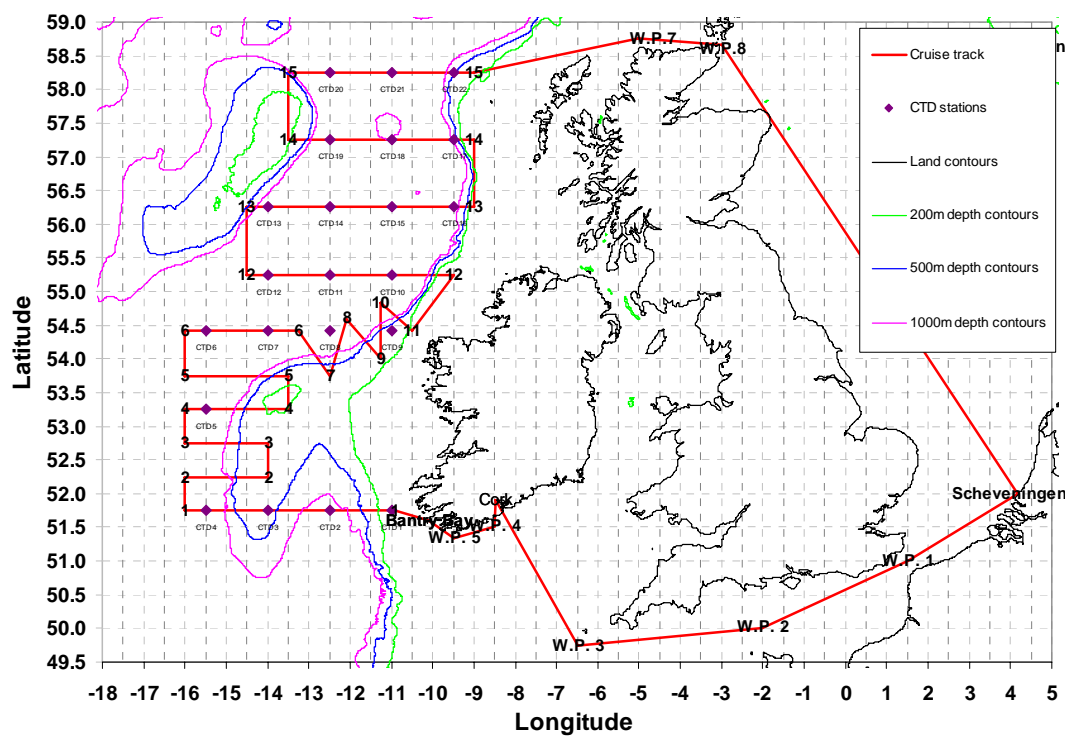 59.0
58.5
58.0
57.5
57.0
56.5
56.0
55.5
55.0
54.5
54.0
53.5
53.0
52.5
52.0
51.5
51.0
50.5
50.0
49.5
Latitude
W.P.7
W.P.8
15 15
CTD20 CTD21 CTD22
14 14
CTD19 CTD18
13 13
CTD13 CTD14 CTD15
12 12
CTD12 CTD11 CTD10
10
8
6 6 11
CTD6 CTD7 CTD8 CTD9
9
5 5 7
4 4
CTD5
3 3
2 2
1 1
CTD4 CTD3 CTD2 CTD1
Cork
Bantry Bay
W.P. 4
W.P. 5
Scheveningen
W.P. 1
W.P. 2
W.P. 3
Cruise track
CTD stations
Land contours
200m depth contours
500m depth contours
1000m depth contours
-18 -17 -16 -15 -14 -13 -12 -11 -10 -9 -8 -7 -6 -5 -4 -3 -2 -1 0 1 2 3 4 5
Longitude